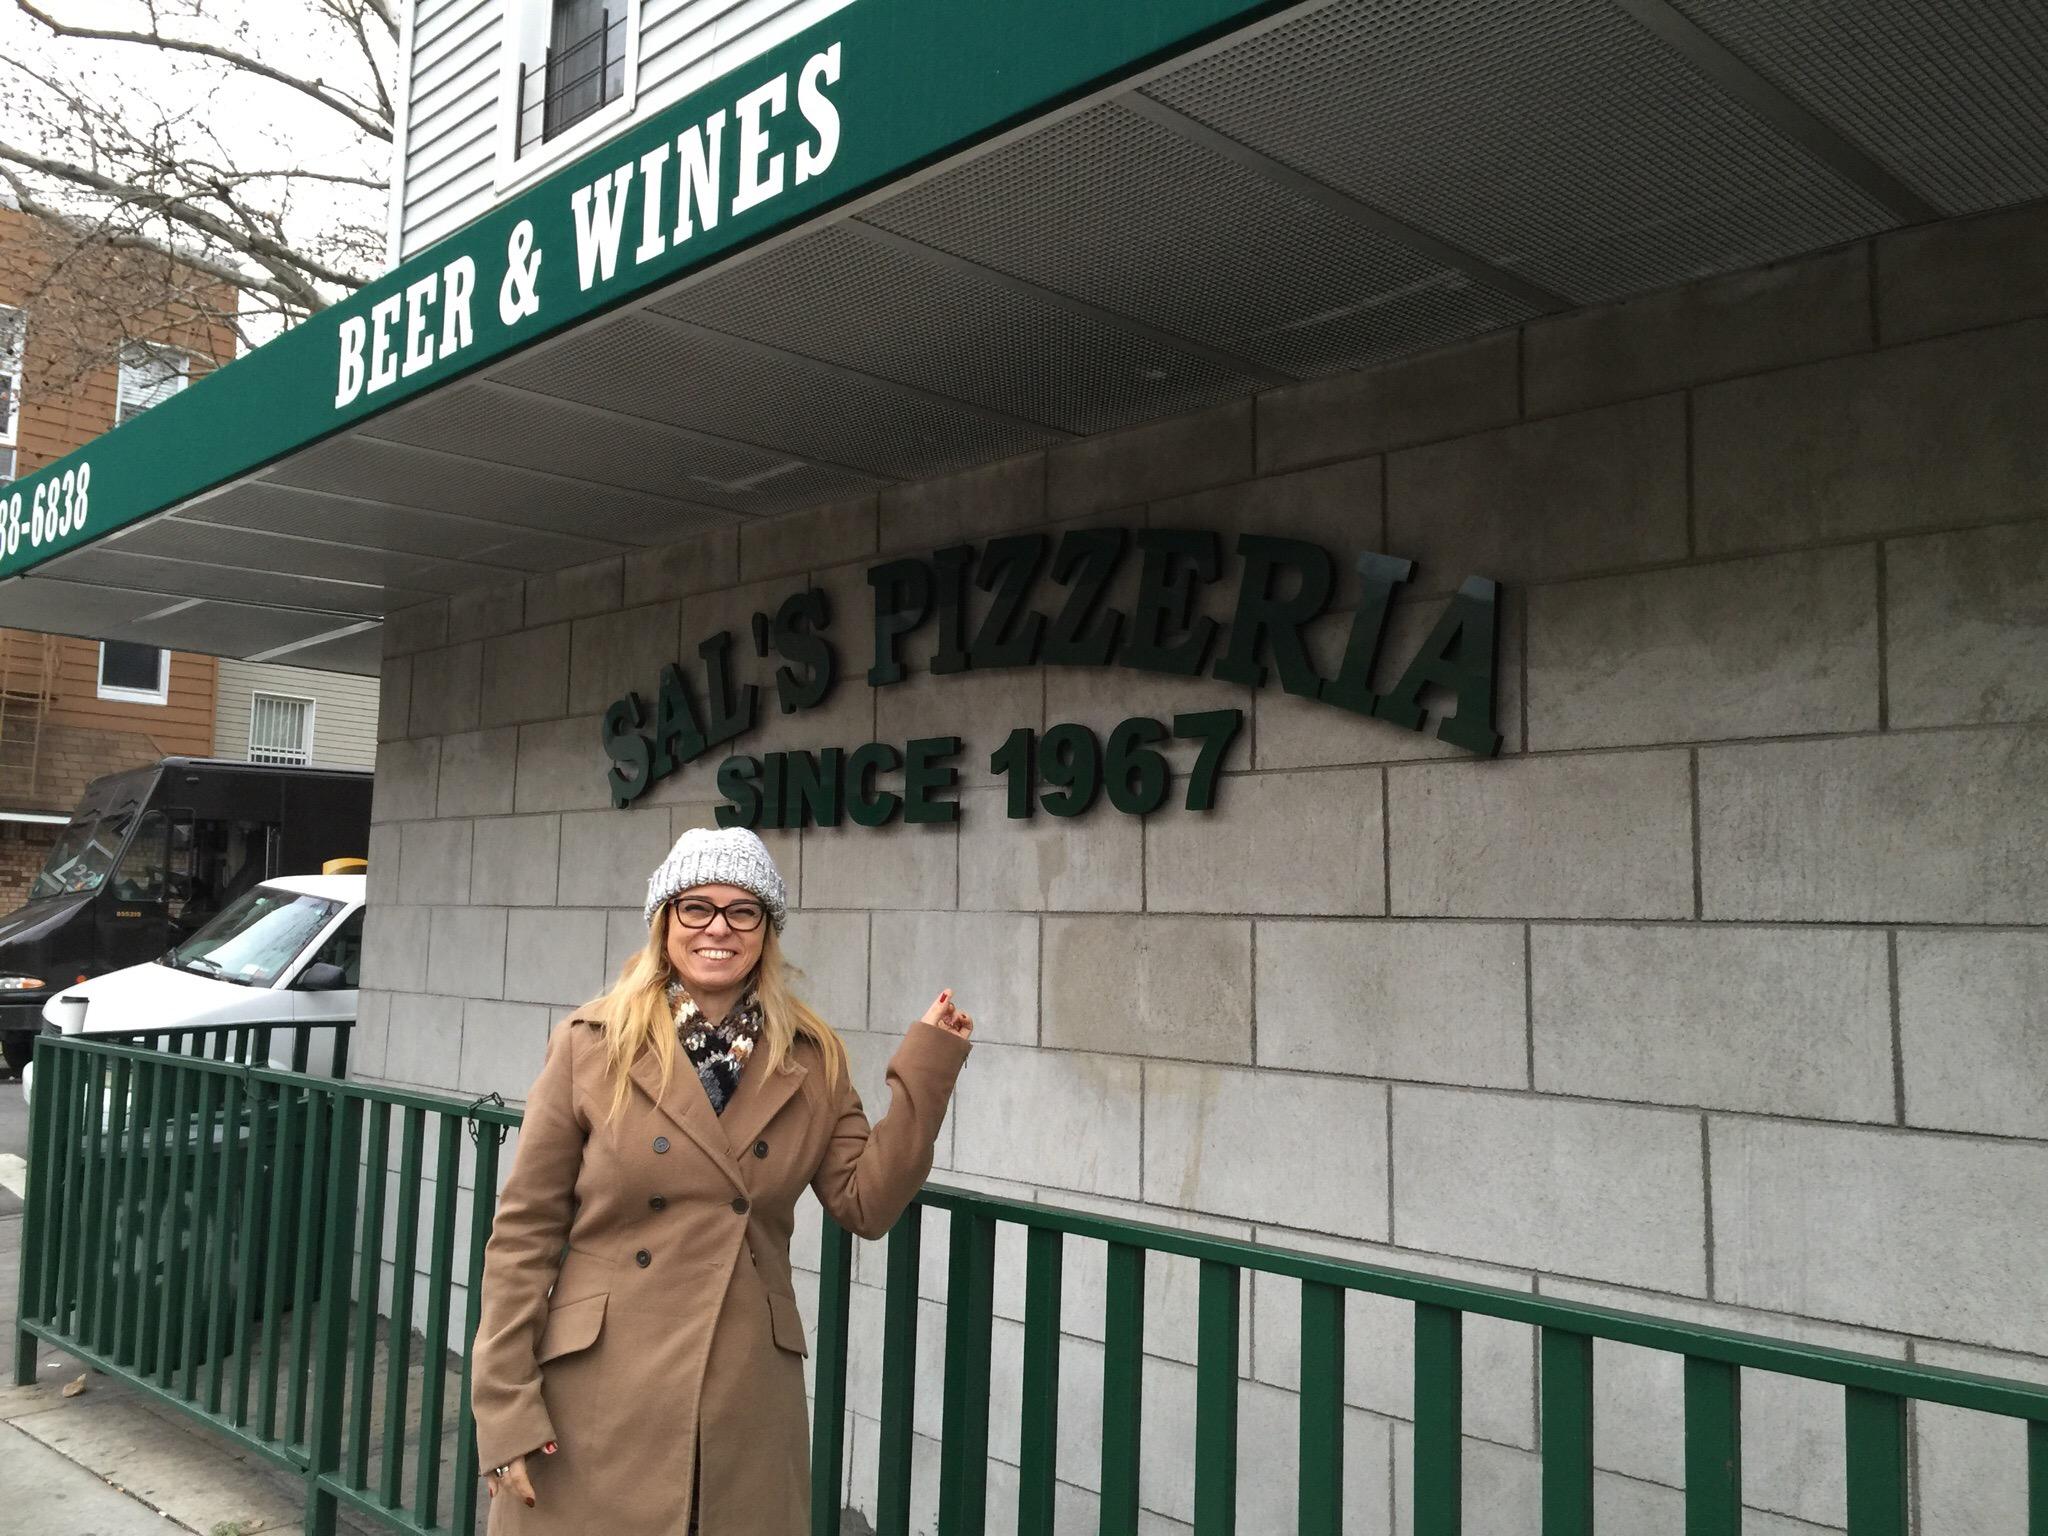 BEER & WINES
88-6838
SAL'S PIZZERIA
SINCE 1967